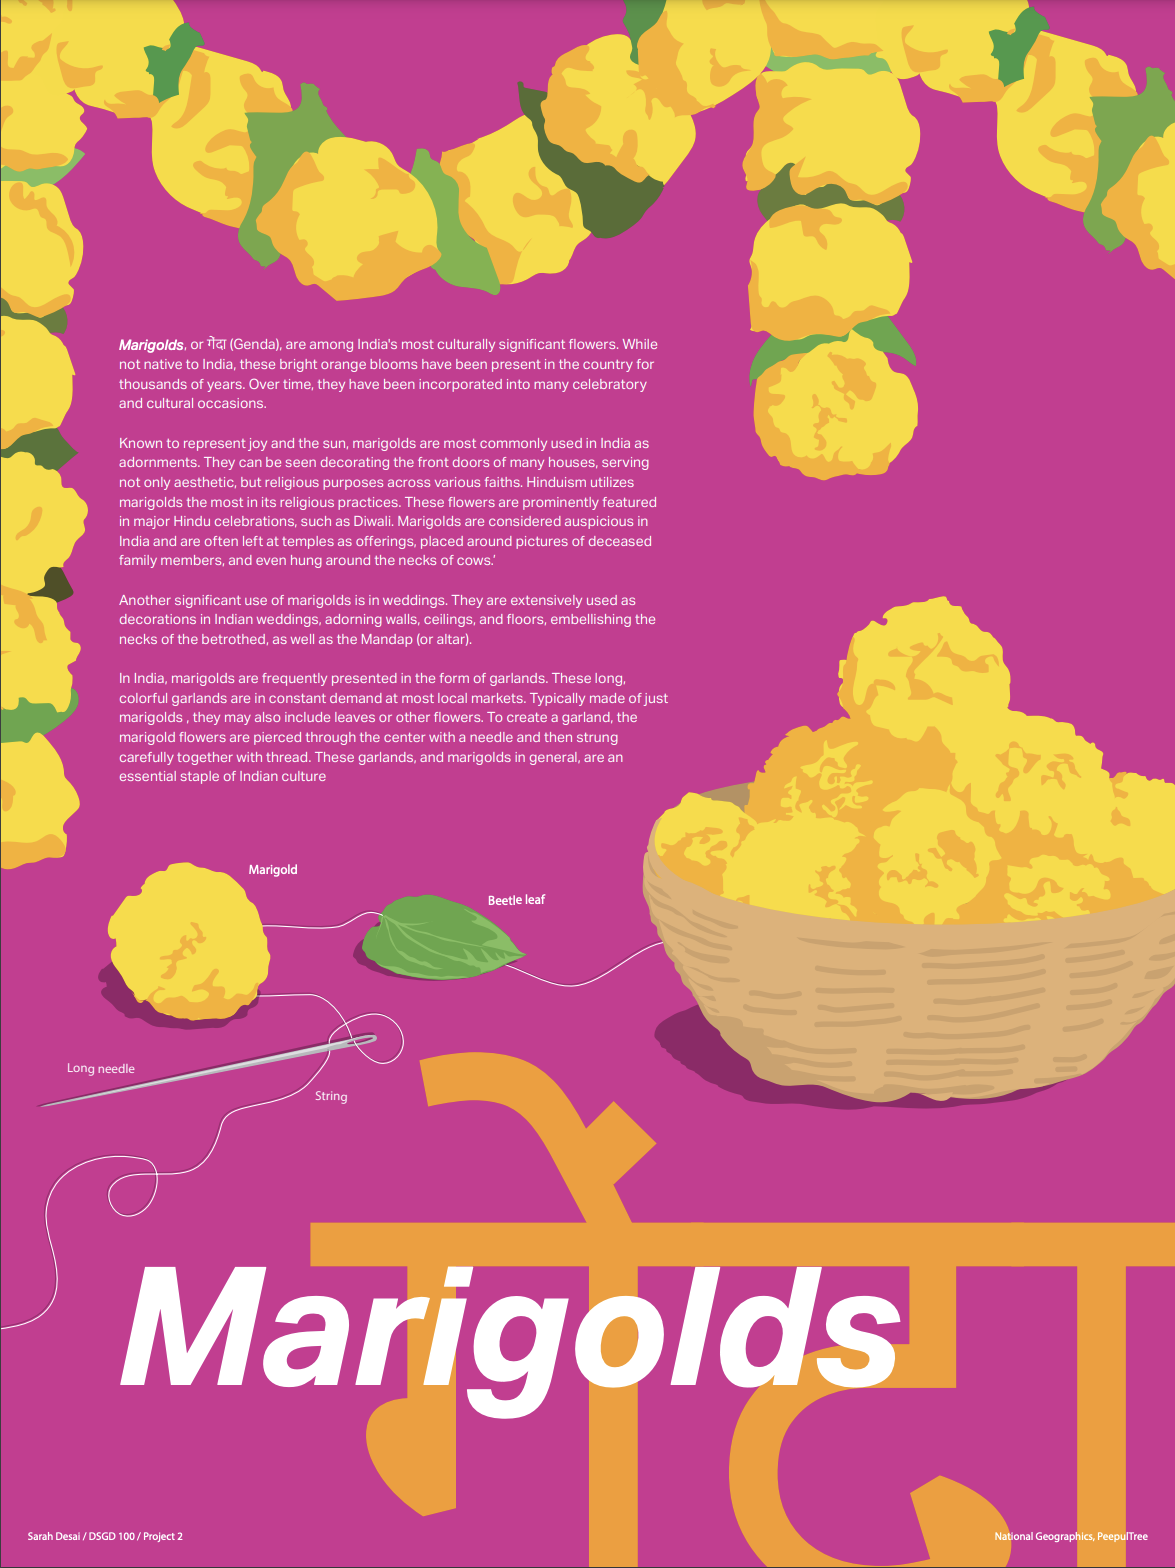 Marigolds, or गेंदा (Genda), are among India's most culturally significant flowers. While
not native to India, these bright orange blooms have been present in the country for
thousands of years. Over time, they have been incorporated into many celebratory
and cultural occasions.
Known to represent joy and the sun, marigolds are most commonly used in India as
adornments. They can be seen decorating the front doors of many houses, serving
not only aesthetic, but religious purposes across various faiths. Hinduism utilizes
marigolds the most in its religious practices. These flowers are prominently featured
in major Hindu celebrations, such as Diwali. Marigolds are considered auspicious in
India and are often left at temples as offerings, placed around pictures of deceased
family members, and even hung around the necks of cows.’
Another significant use of marigolds is in weddings. They are extensively used as
decorations in Indian weddings, adorning walls, ceilings, and floors, embellishing the
necks of the betrothed, as well as the Mandap (or altar).
In India, marigolds are frequently presented in the form of garlands. These long,
colorful garlands are in constant demand at most local markets. Typically made of just
marigolds , they may also include leaves or other flowers. To create a garland, the
marigold flowers are pierced through the center with a needle and then strung
carefully together with thread. These garlands, and marigolds in general, are an
essential staple of Indian culture
Marigold
Beetle leaf
Long needle
String
गेंदा
Marigolds
Sarah Desai / DSGD 100 / Project 2
National Geographics, PeepulTree